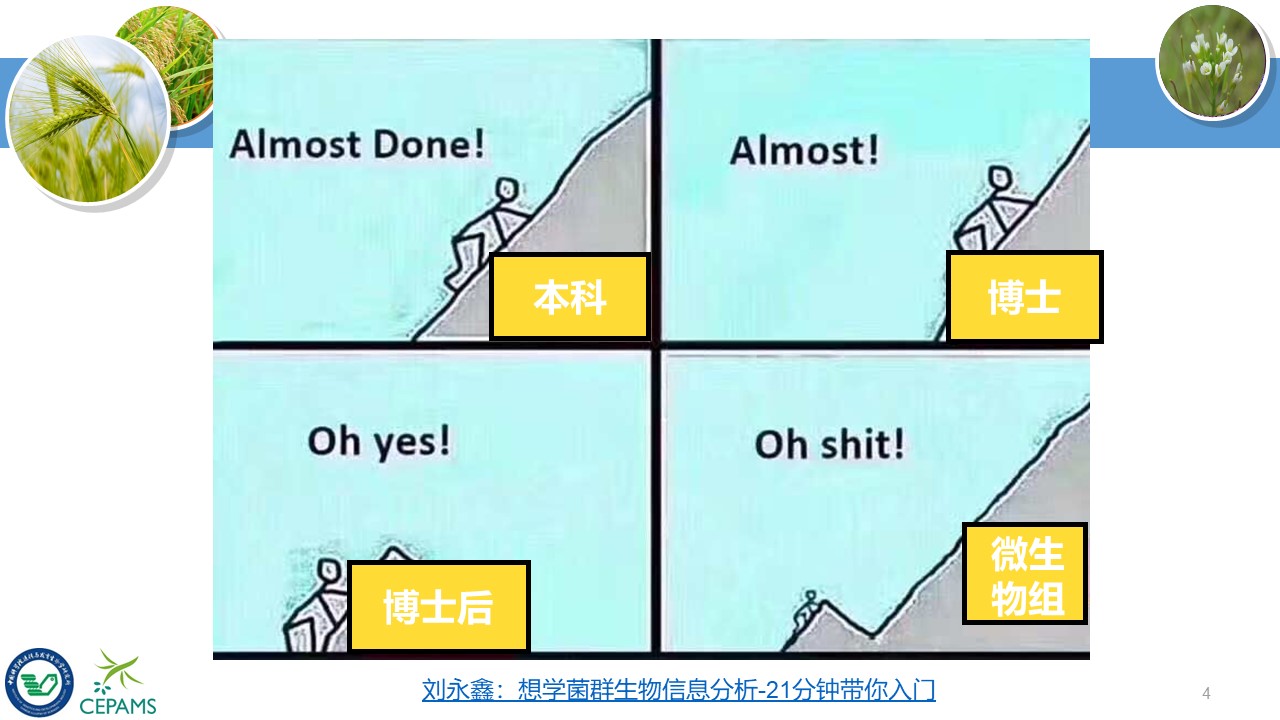 Almost Done!
Almost!
本科
博士
Oh yes!
Oh shit!
博士后
微生
物组
CEPAMS
刘永鑫：想学菌群生物信息分析-21分钟带你入门
4